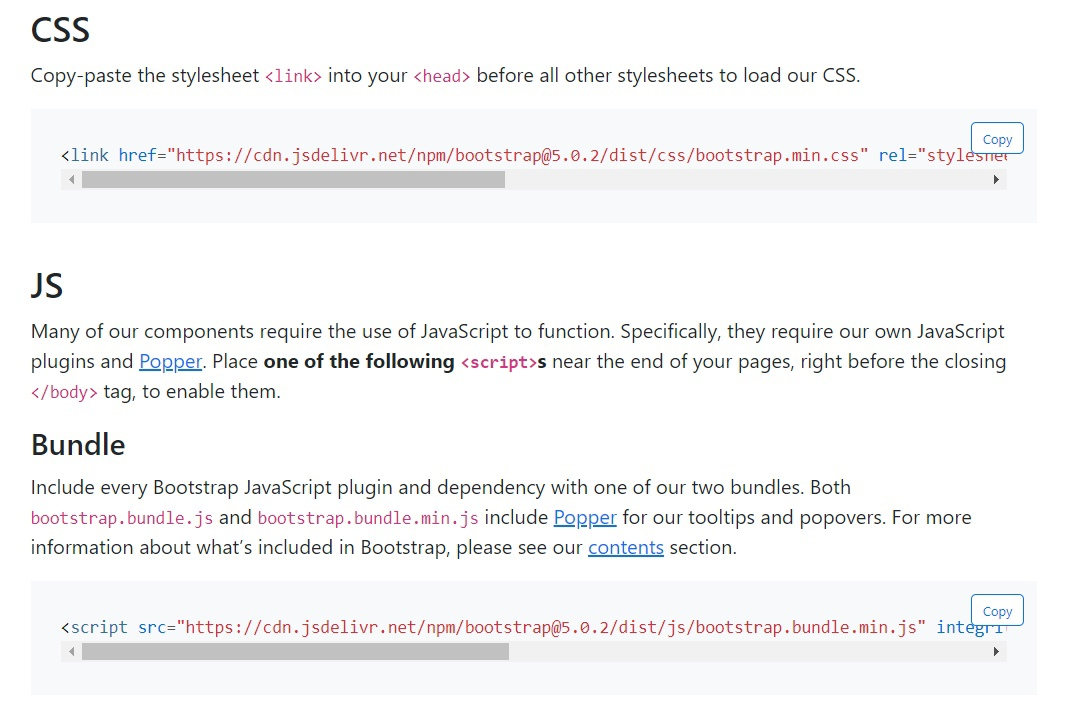 CSS
Copy-paste the stylesheet <link> into your <head> before all other stylesheets to load our CSS.
Copy
<link href="https://cdn.jsdelivr.net/npm/bootstrap@5.0.2/dist/css/bootstrap.min.css" rel="styleshe
JS
Many of our components require the use of JavaScript to function. Specifically, they require our own JavaScript
plugins and Popper. Place one of the following <script>s near the end of your pages, right before the closing
</body> tag, to enable them.
Bundle
Include every Bootstrap JavaScript plugin and dependency with one of our two bundles. Both
bootstrap.bundle.js and bootstrap.bundle.min.js include Popper for our tooltips and popovers. For more
information about what’s included in Bootstrap, please see our contents section.
Copy
<script src="https://cdn.jsdelivr.net/npm/bootstrap@5.0.2/dist/js/bootstrap.bundle.min.js" integri